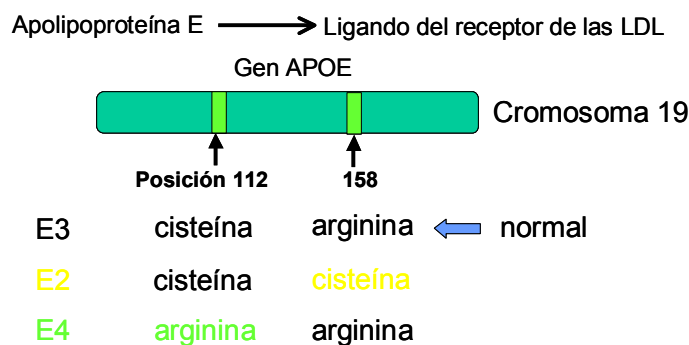 Apolipoproteína E Ligando del receptor de las LDL
Gen APOE
Cromosoma 19
Posición 112 158
E3 cisteína arginina normal
E2 cisteína cisteína
E4 arginina arginina